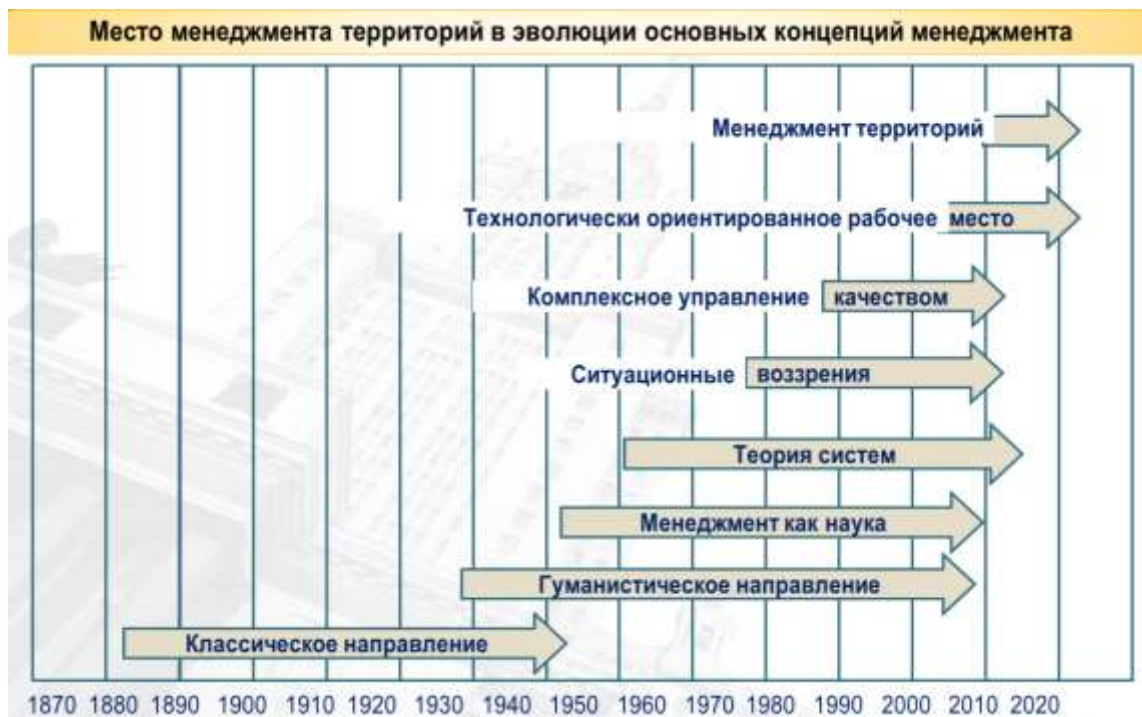 Место менеджмента территорий в эволюции основных концепций менеджмента
Менеджмент территорий
Технологически ориентированное рабочее место
Комплексное управление качеством
Ситуационные воззрения
Теория систем
Менеджмент как наука
Гуманистическое направление
Классическое направление
1870 1880 1890 1900 1910 1920 1930 1940 1950 1960 1970 1980 1990 2000 2010 2020